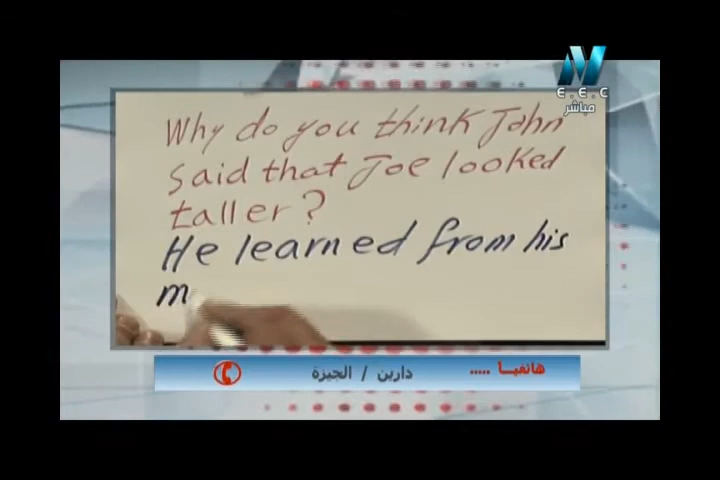 E.E.C
مباشر
Why do you think John
said that Joe looked
taller?
He learned from his
m
هاتفيا .....
دارين / الجيزة